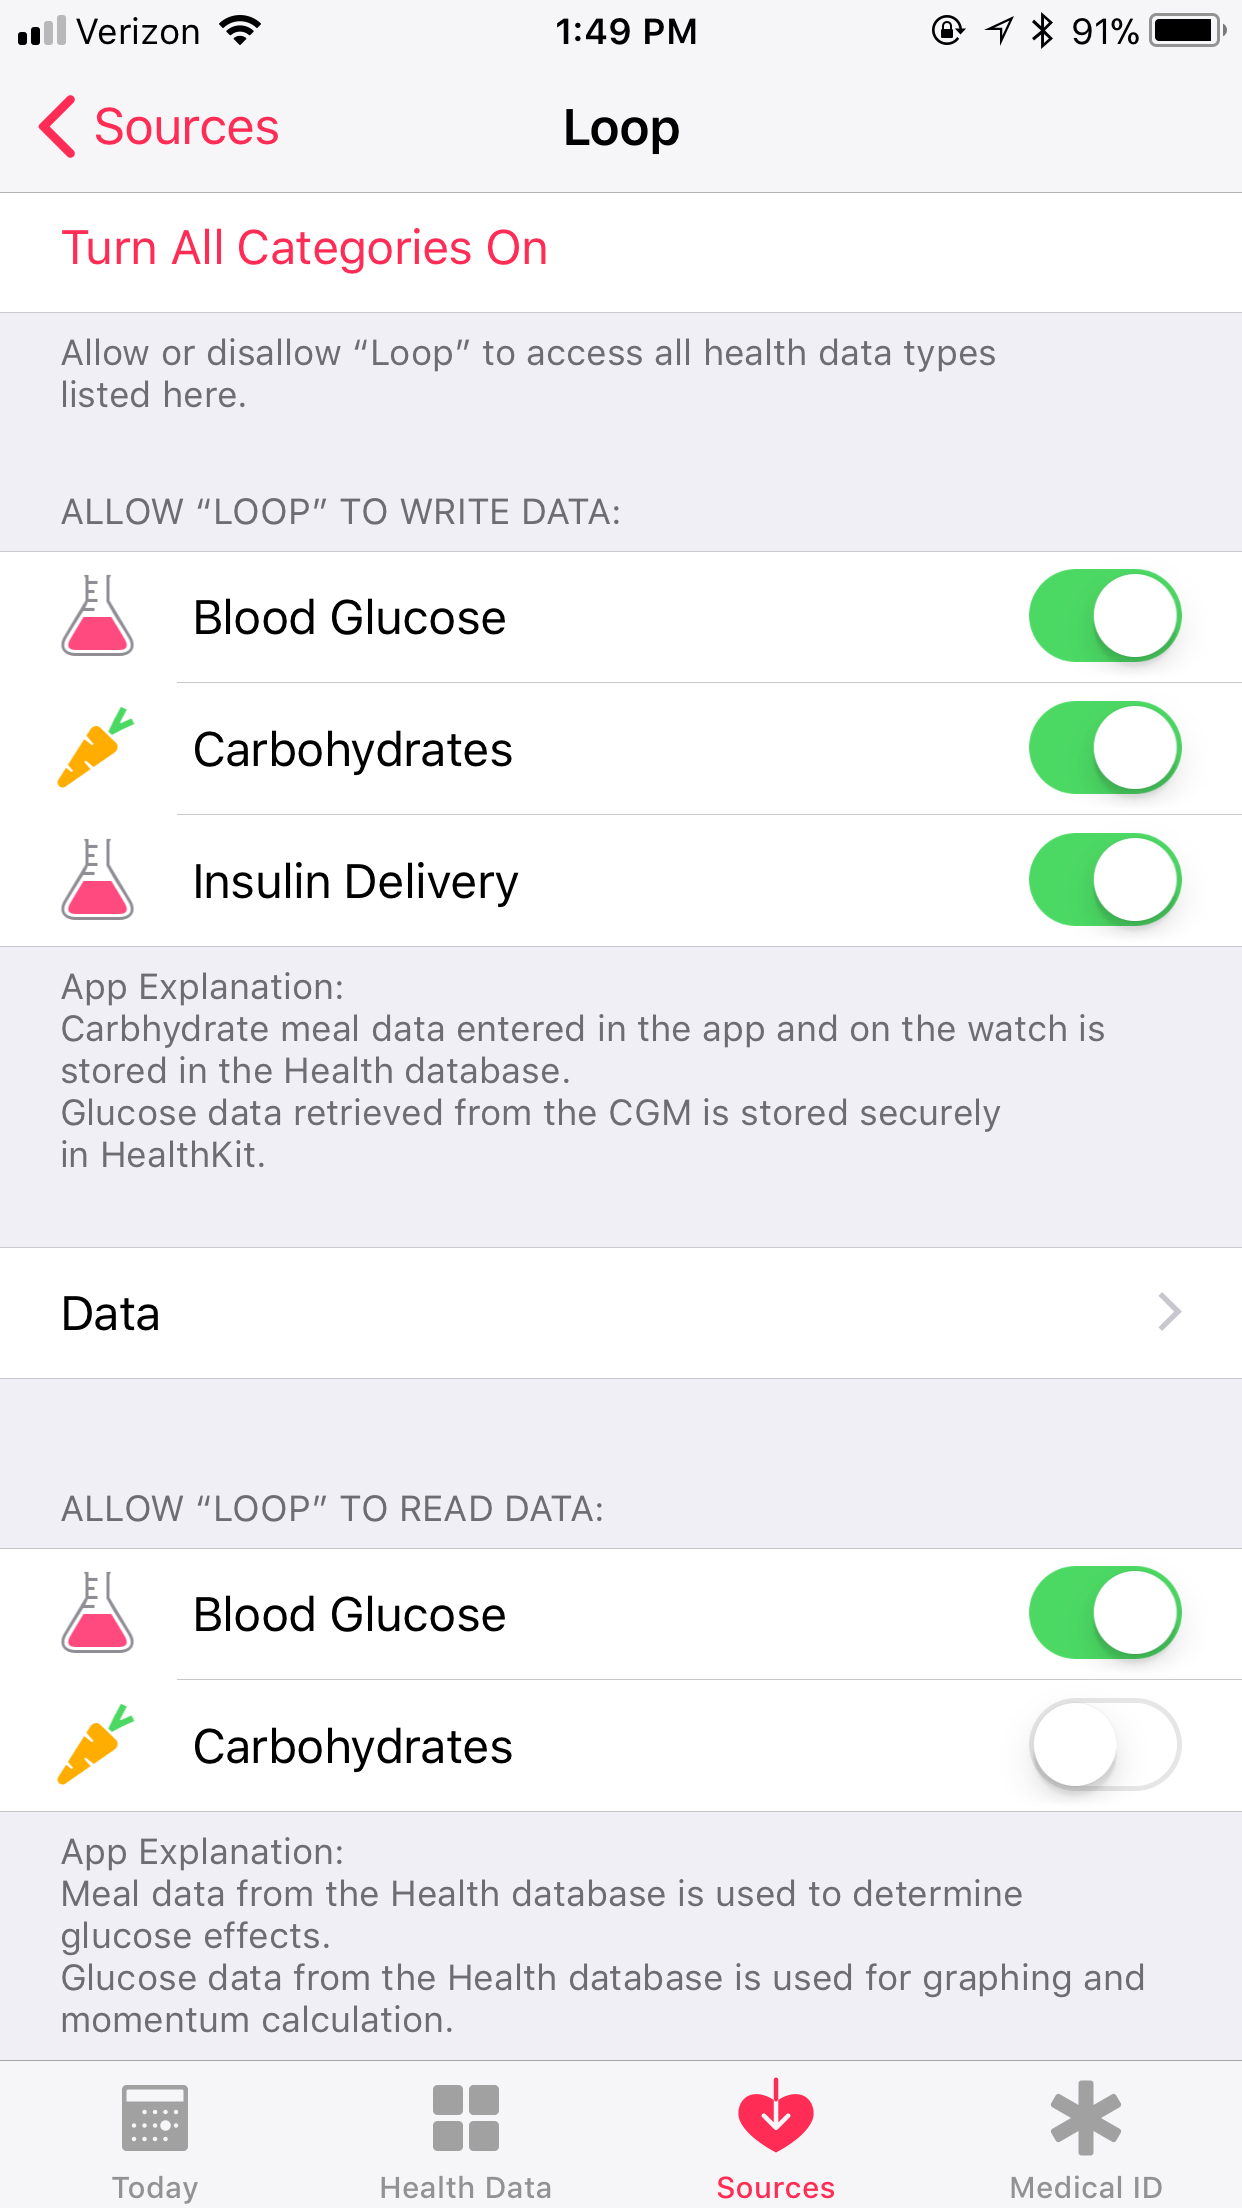 Verizon 1:49 PM 91%
Sources Loop
Turn All Categories On
Allow or disallow “Loop” to access all health data types
listed here.
ALLOW “LOOP” TO WRITE DATA:
Blood Glucose
Carbohydrates
Insulin Delivery
App Explanation:
Carbhydrate meal data entered in the app and on the watch is
stored in the Health database.
Glucose data retrieved from the CGM is stored securely
in HealthKit.
Data
ALLOW “LOOP” TO READ DATA:
Blood Glucose
Carbohydrates
App Explanation:
Meal data from the Health database is used to determine
glucose effects.
Glucose data from the Health database is used for graphing and
momentum calculation.
Today Health Data Sources Medical ID